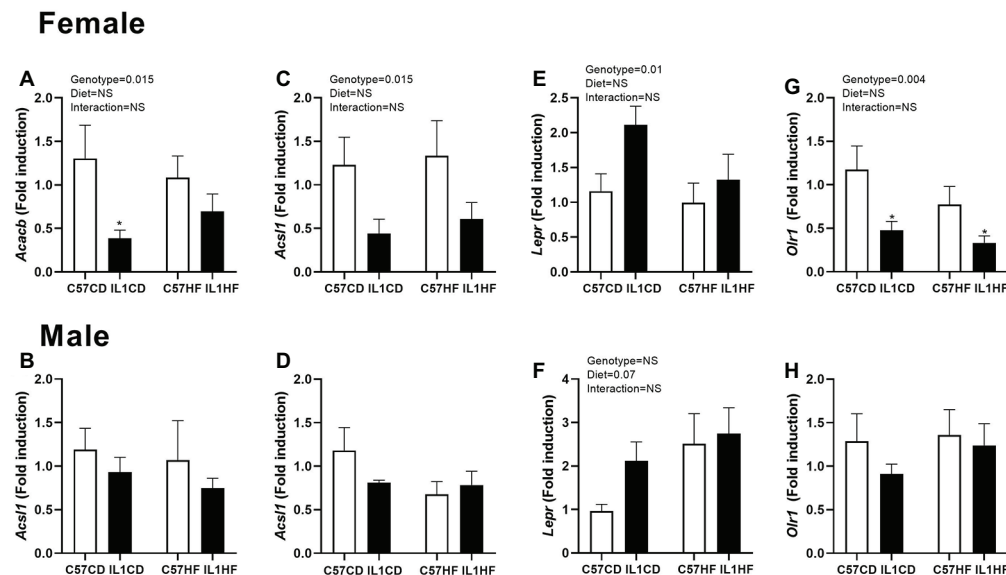 Female
A
Genotype=0.015
Diet=NS
Interaction=NS
Acacb (Fold induction)
2.0
1.5
1.0
0.5
0.0
*
C57CD IL1CD C57HF IL1HF
C
Genotype=0.015
Diet=NS
Interaction=NS
Acsl1 (Fold induction)
2.0
1.5
1.0
0.5
0.0
C57CD IL1CD C57HF IL1HF
E
Genotype=0.01
Diet=NS
Interaction=NS
Lepr (Fold induction)
2.5
2.0
1.5
1.0
0.5
0.0
C57CD IL1CD C57HF IL1HF
G
Genotype=0.004
Diet=NS
Interaction=NS
Olr1 (Fold induction)
2.0
1.5
1.0
0.5
0.0
*
*
C57CD IL1CD C57HF IL1HF
Male
B
Acsl1 (Fold induction)
2.0
1.5
1.0
0.5
0.0
C57CD IL1CD C57HF IL1HF
D
Acsl1 (Fold induction)
2.0
1.5
1.0
0.5
0.0
C57CD IL1CD C57HF IL1HF
F
Genotype=NS
Diet=0.07
Interaction=NS
Lepr (Fold induction)
4
3
2
1
0
C57CD IL1CD C57HF IL1HF
H
Olr1 (Fold induction)
2.0
1.5
1.0
0.5
0.0
C57CD IL1CD C57HF IL1HF